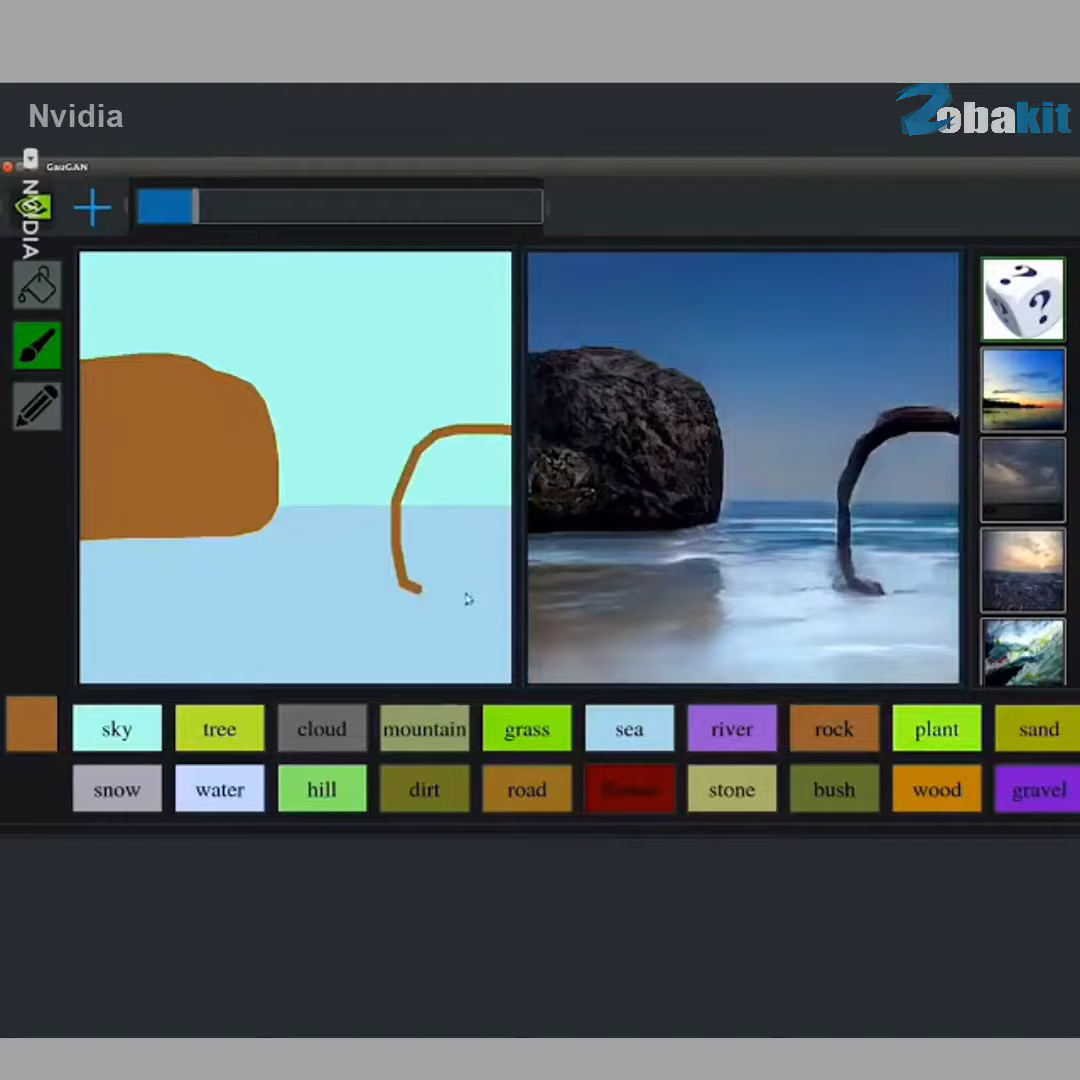 Nvidia
Zobakit
GauGAN
NVIDIA
sky
tree
cloud
mountain
grass
sea
river
rock
plant
sand
snow
water
hill
dirt
road
stone
bush
wood
gravel